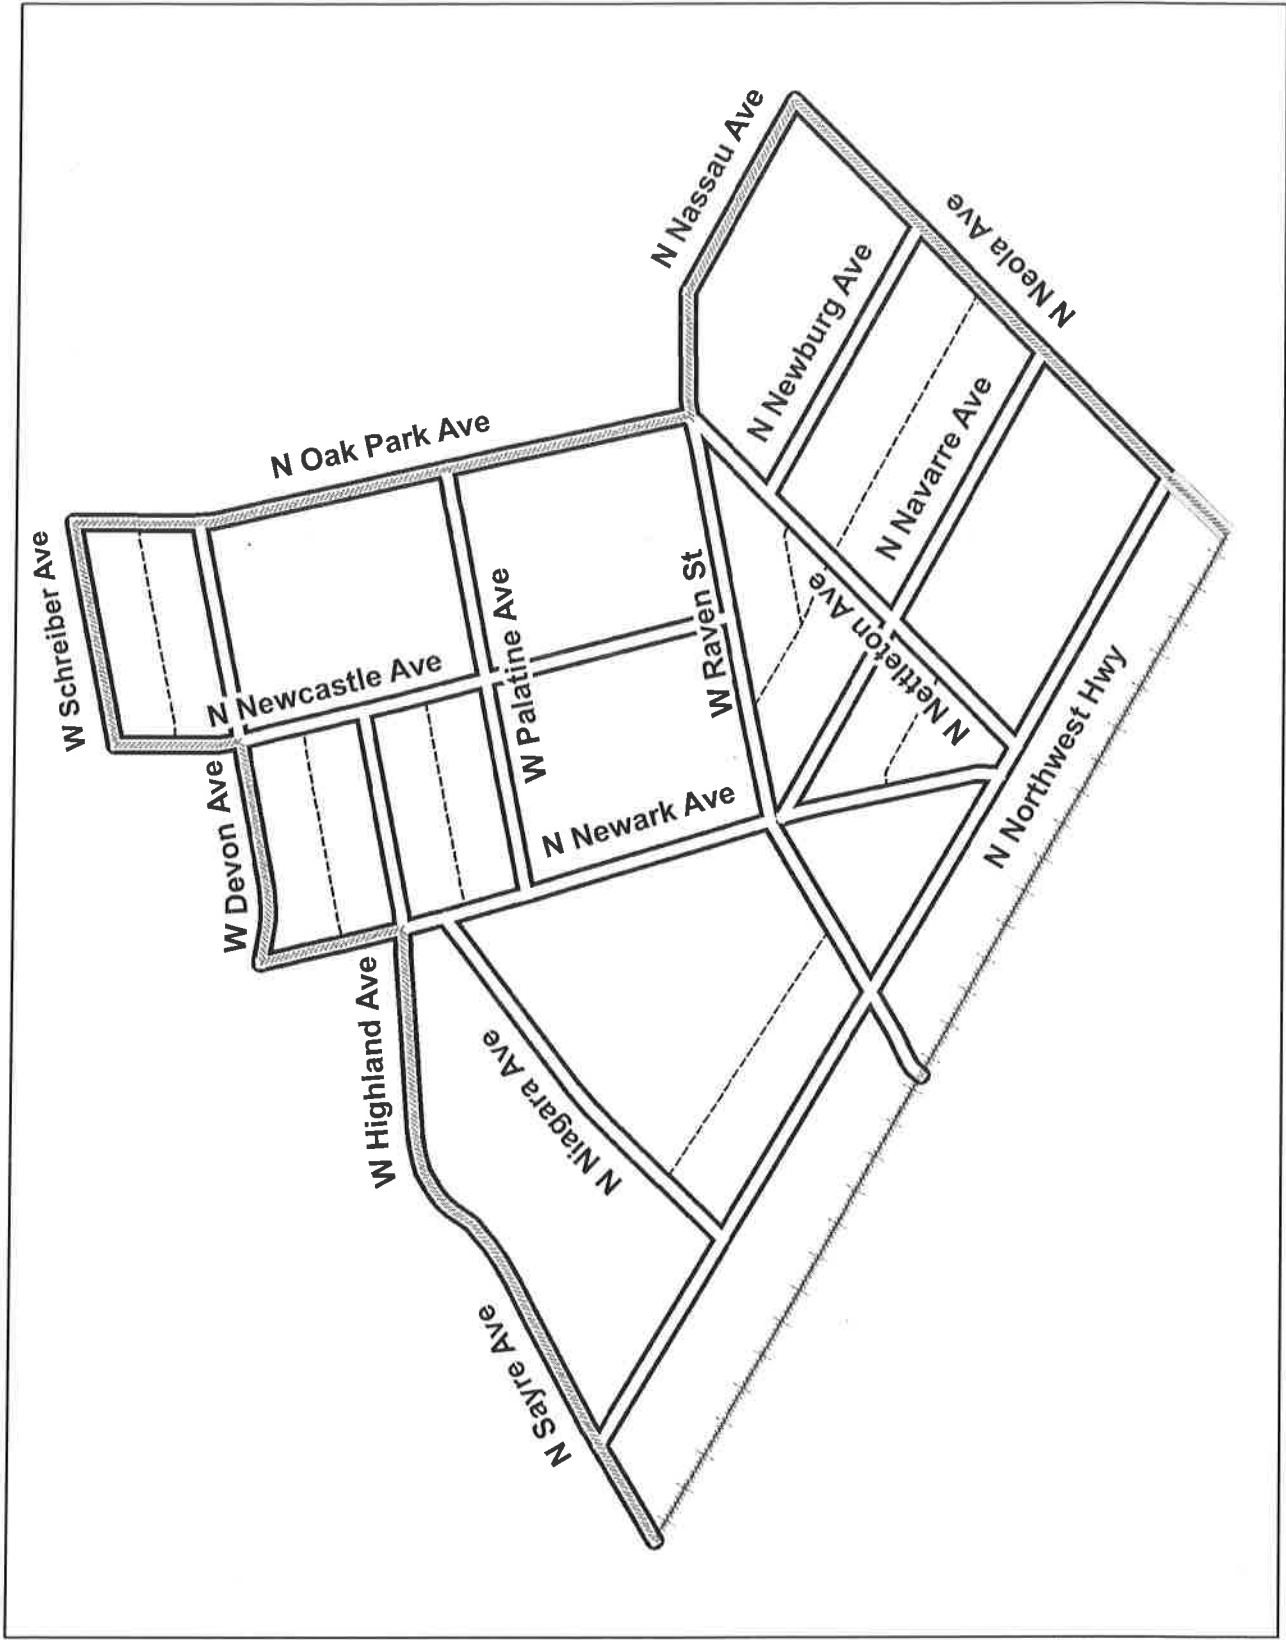 W Schreiber Ave
N Oak Park Ave
N Nassau Ave
N Neola Ave
N Newburg Ave
N Navarre Ave
N Newcastle Ave
W Palatine Ave
W Raven St
N Nettleton Ave
W Devon Ave
N Newark Ave
N Northwest Hwy
W Highland Ave
N Niagara Ave
N Sayre Ave